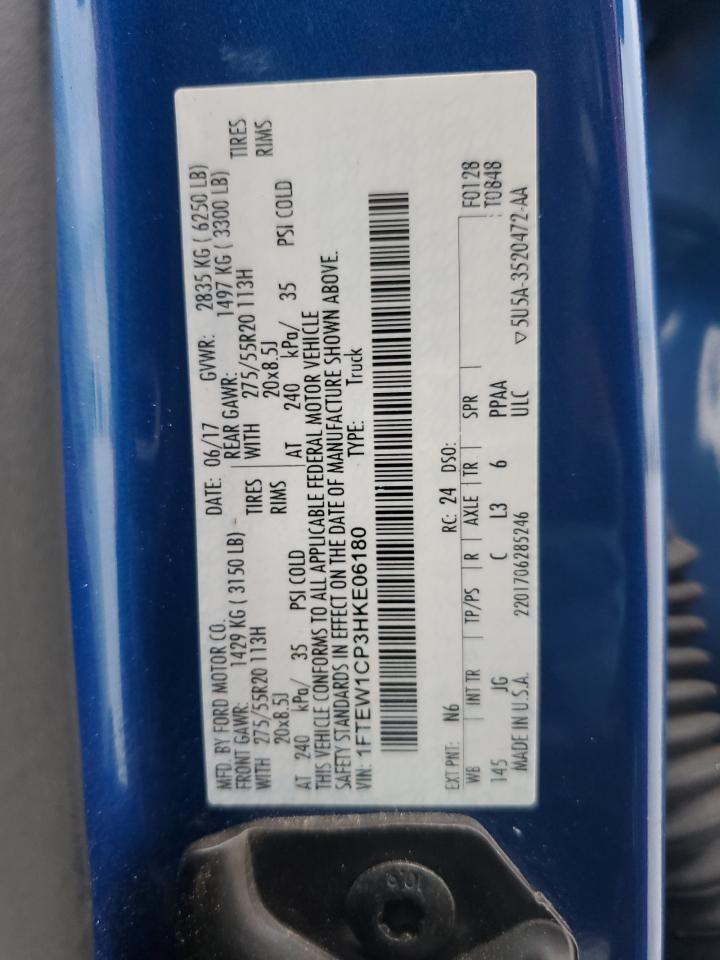 MFD. BY FORD MOTOR CO. DATE: 06/17 GVWR: 2835 KG ( 6250 LB)
FRONT GAWR: 1429 KG ( 3150 LB) REAR GAWR: 1497 KG ( 3300 LB)
WITH 275/55R20 113H TIRES WITH 275/55R20 113H TIRES
20x8.5J RIMS 20x8.5J RIMS
AT 240 kPa/ 35 PSI COLD AT 240 kPa/ 35 PSI COLD
THIS VEHICLE CONFORMS TO ALL APPLICABLE FEDERAL MOTOR VEHICLE
SAFETY STANDARDS IN EFFECT ON THE DATE OF MANUFACTURE SHOWN ABOVE.
VIN: 1FTEW1CP3HKE06180 TYPE: Truck
EXT PNT: N6 RC: 24 DSO: F0128
WB INT TR TP/PS R AXLE TR SPR T0848
145 JG C L3 6 PPAA
MADE IN U.S.A. 2201706285246 ULC ▽5U5A-3520472-AA
10.9